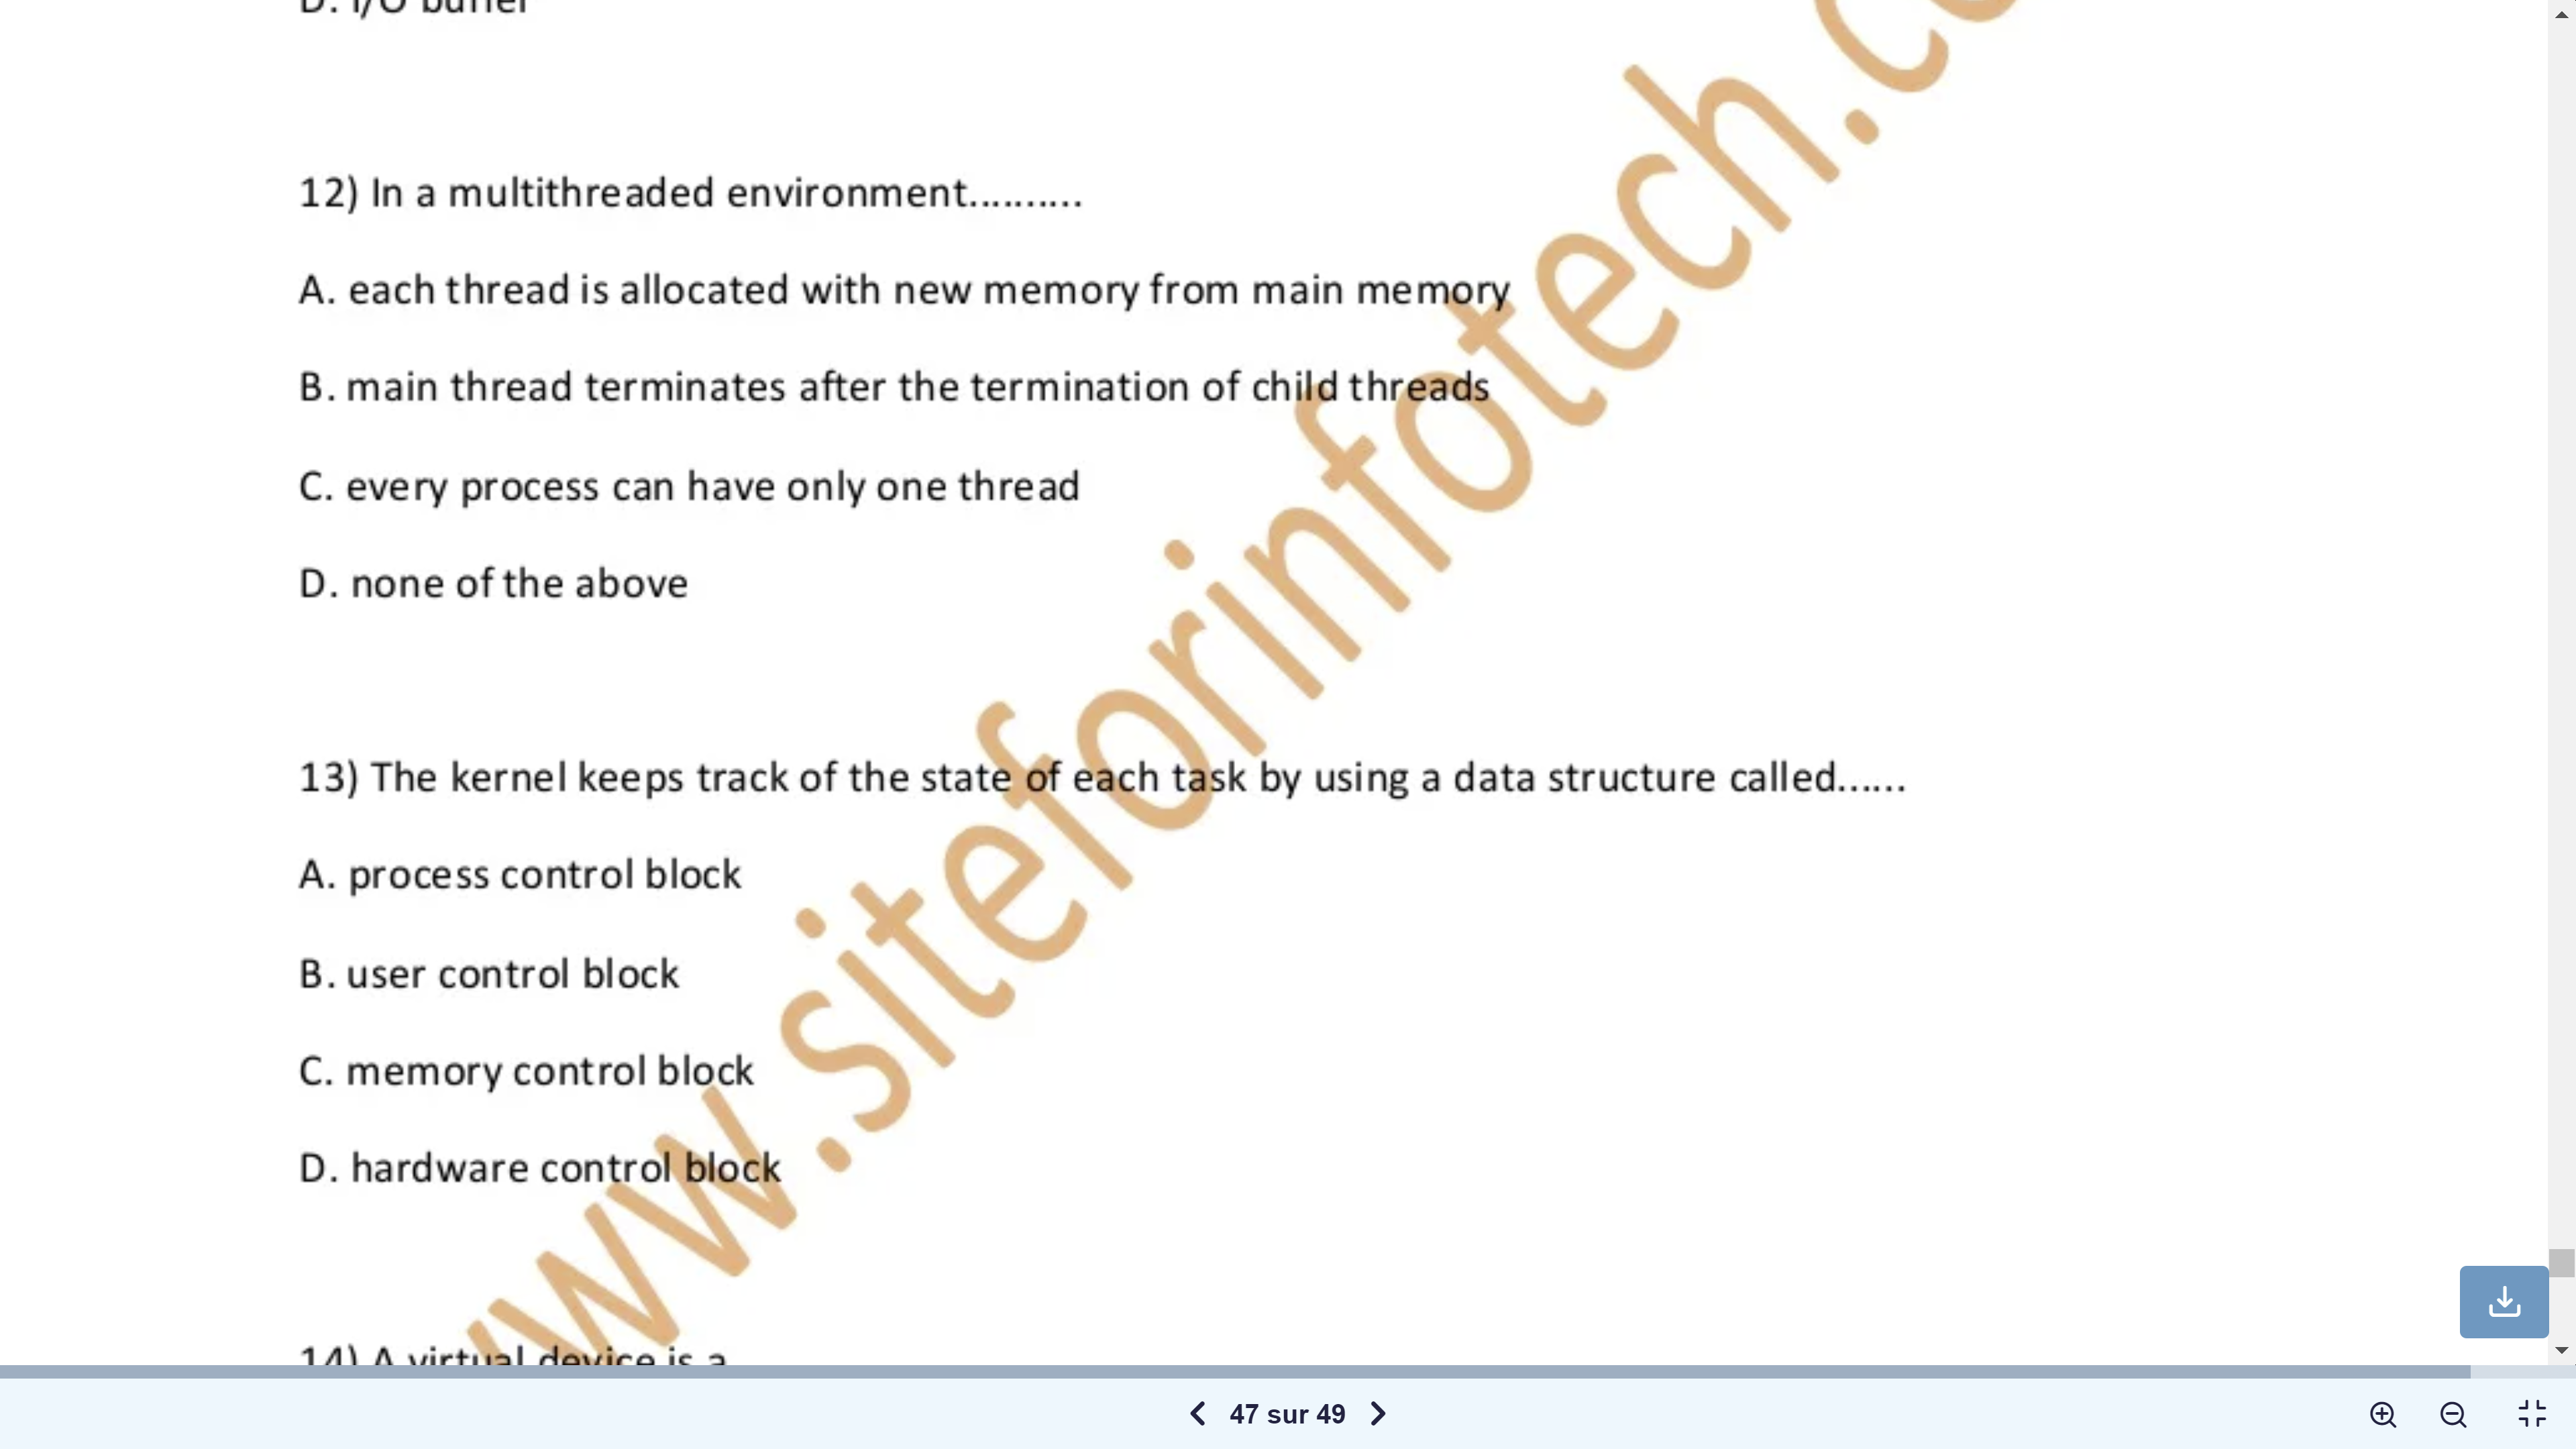 D. I/O buffer
12) In a multithreaded environment..........
A. each thread is allocated with new memory from main memory
B. main thread terminates after the termination of child threads
C. every process can have only one thread
D. none of the above
13) The kernel keeps track of the state of each task by using a data structure called......
A. process control block
B. user control block
C. memory control block
D. hardware control block
14) A virtual device is a
www.siteforinfotech.co
47 sur 49